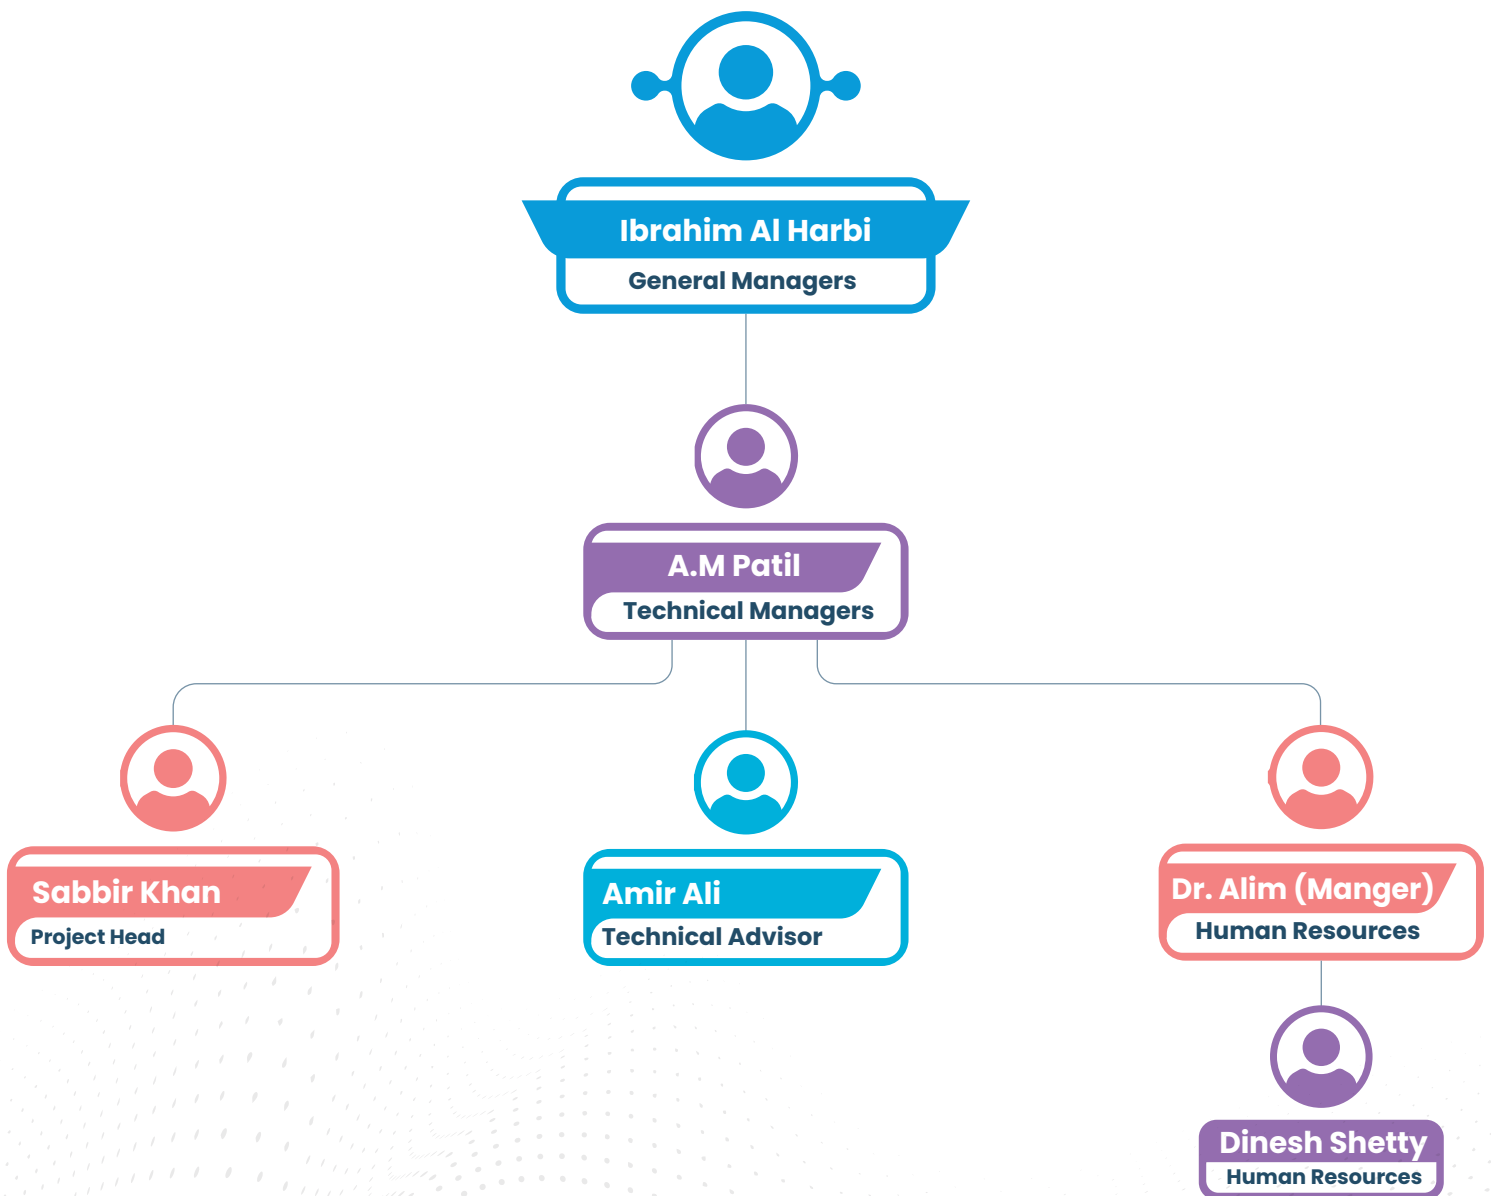 Ibrahim Al Harbi
General Managers
A.M Patil
Technical Managers
Sabbir Khan
Project Head
Amir Ali
Technical Advisor
Dr. Alim (Manger)
Human Resources
Dinesh Shetty
Human Resources